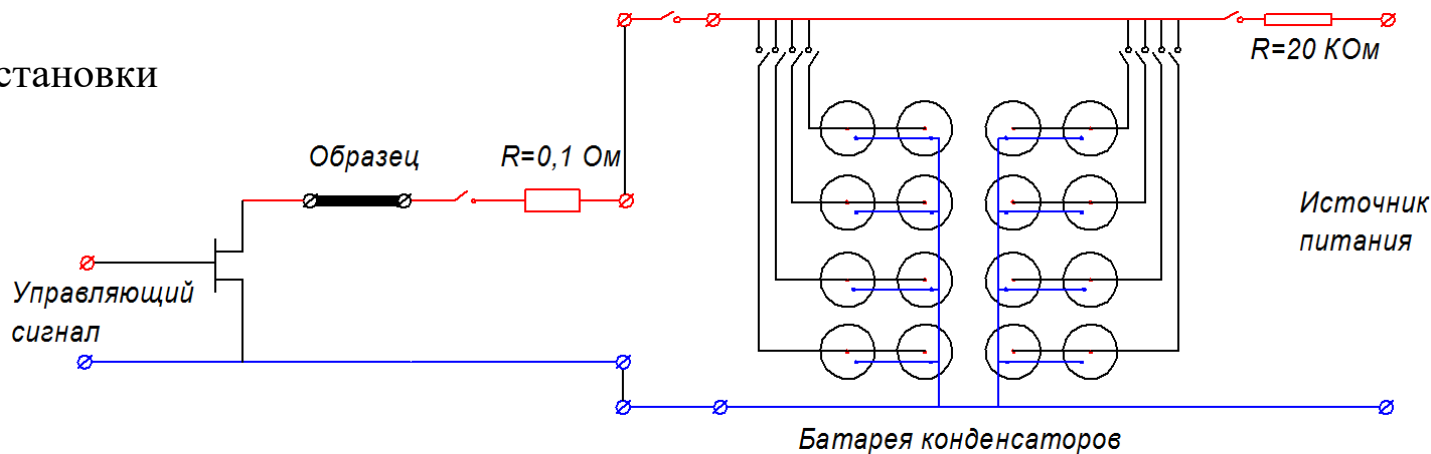 становки
R=20 КОм
Образец
R=0,1 Ом
Источник
питания
Управляющий
сигнал
Батарея конденсаторов